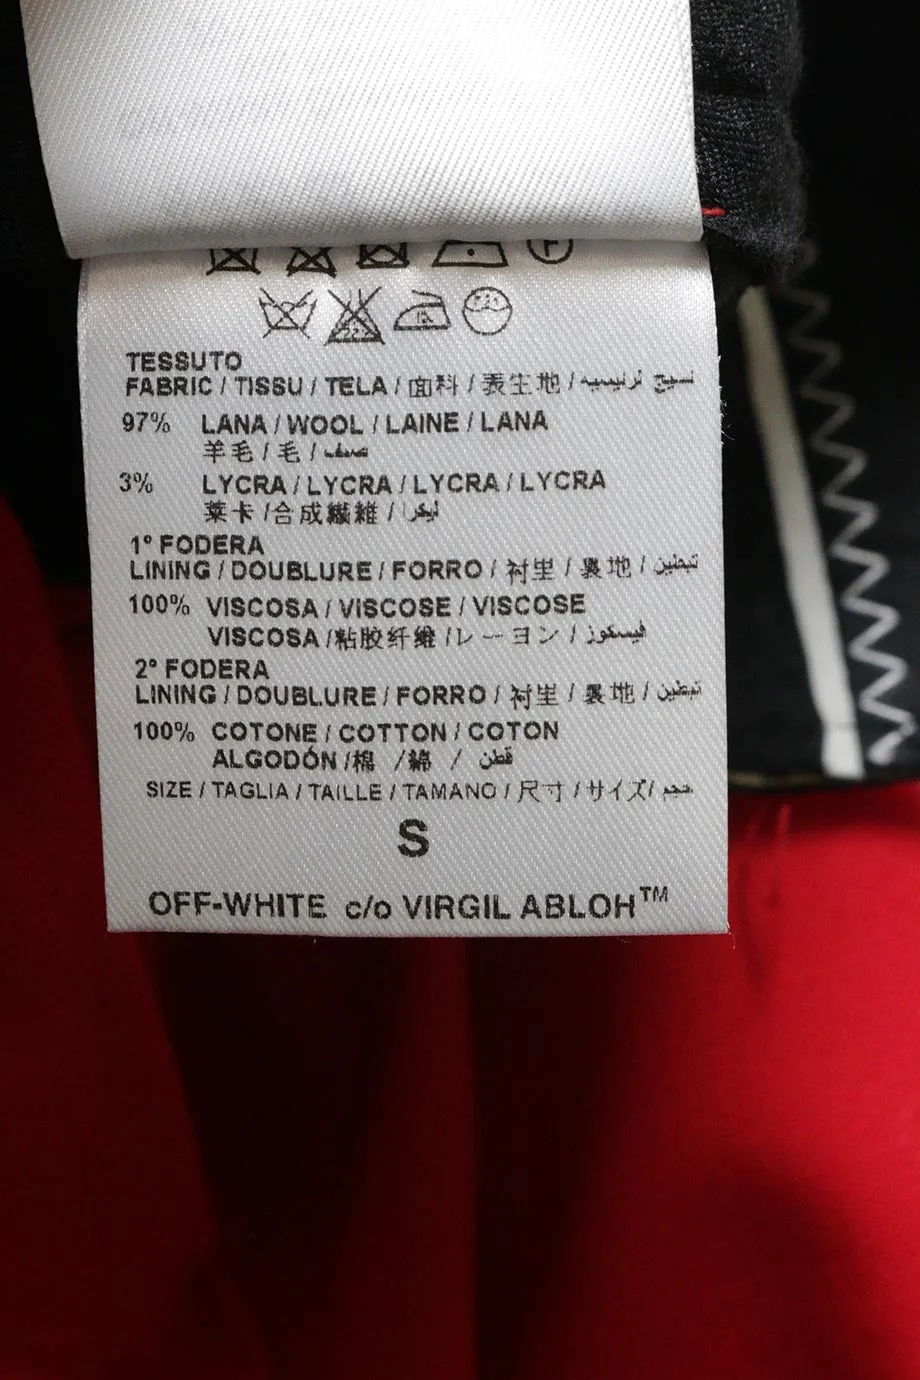 TESSUTO
FABRIC / TISSU / TELA / 面料 / 表生地 / نسيج لرئيسيه
97% LANA / WOOL / LAINE / LANA
羊毛 / 毛 / صوف
3% LYCRA / LYCRA / LYCRA / LYCRA
莱卡 / 合成繊維 / ليكرا
1° FODERA
LINING / DOUBLURE / FORRO / 衬里 / 裏地 / تبطين
100% VISCOSA / VISCOSE / VISCOSE
VISCOSA / 粘胶纤维 / レーヨン / فيسكوز
2° FODERA
LINING / DOUBLURE / FORRO / 衬里 / 裏地 / تبطين
100% COTONE / COTTON / COTON
ALGODÓN / 棉 / 綿 / قطن
SIZE / TAGLIA / TAILLE / TAMANO / 尺寸 / サイズ / حجم
S
OFF-WHITE c/o VIRGIL ABLOH™